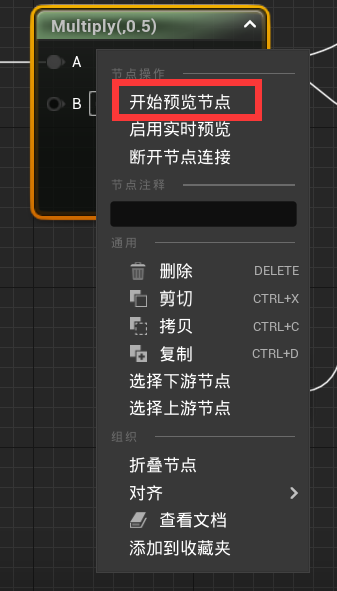 Multiply(,0.5)
A
B
节点操作
开始预览节点
启用实时预览
断开节点连接
节点注释
通用
删除 DELETE
剪切 CTRL+X
拷贝 CTRL+C
复制 CTRL+D
选择下游节点
选择上游节点
组织
折叠节点
对齐
查看文档
添加到收藏夹